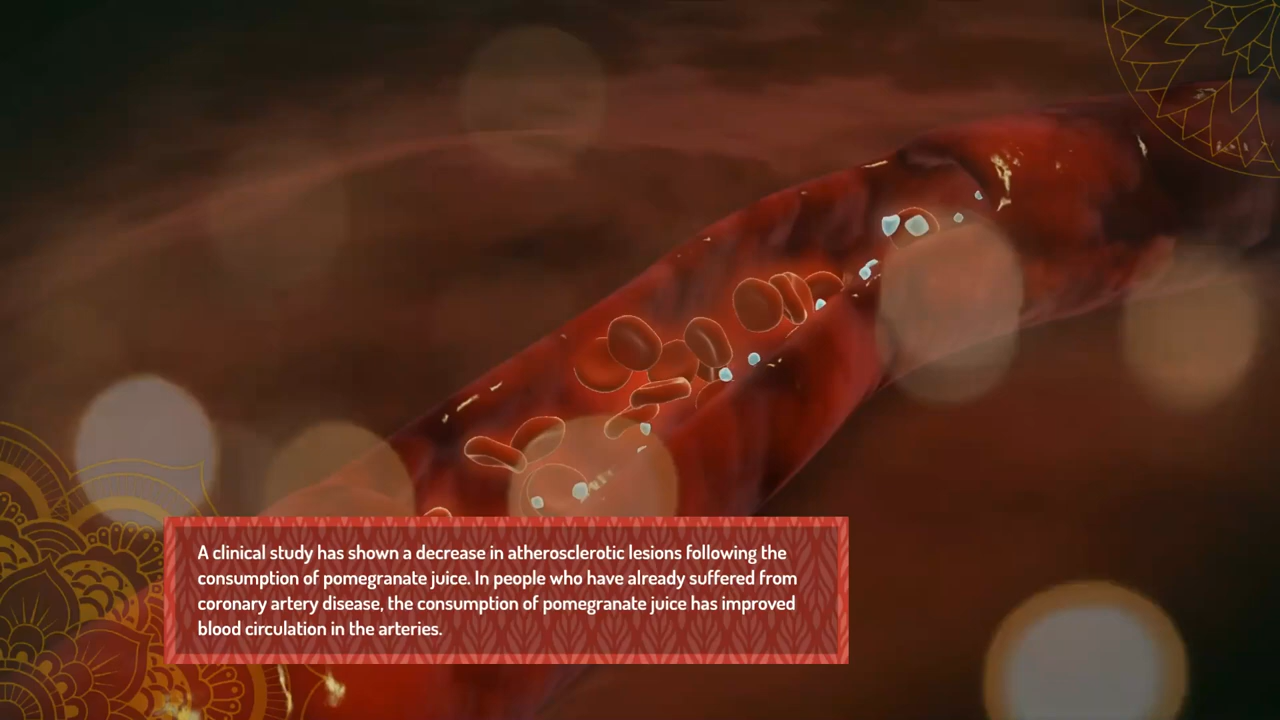 A clinical study has shown a decrease in atherosclerotic lesions following the
consumption of pomegranate juice. In people who have already suffered from
coronary artery disease, the consumption of pomegranate juice has improved
blood circulation in the arteries.